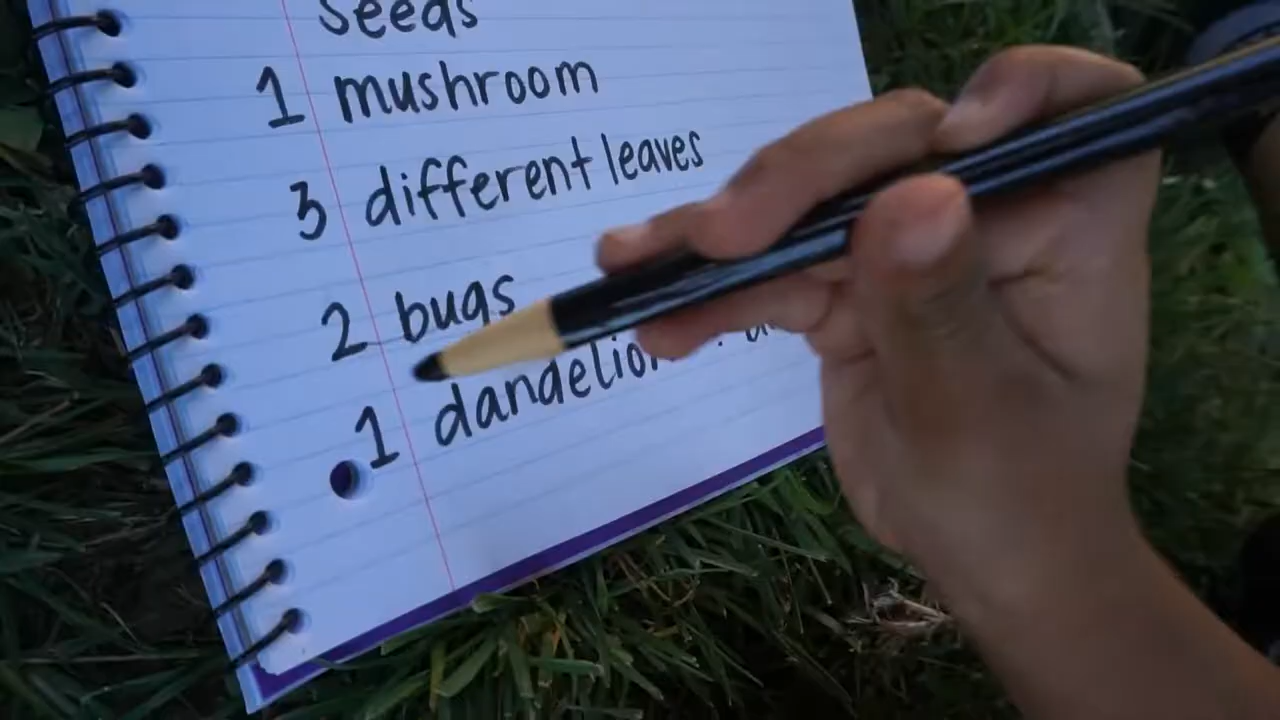 seeds
1 mushroom
3 different leaves
2 bugs
1 dandelion